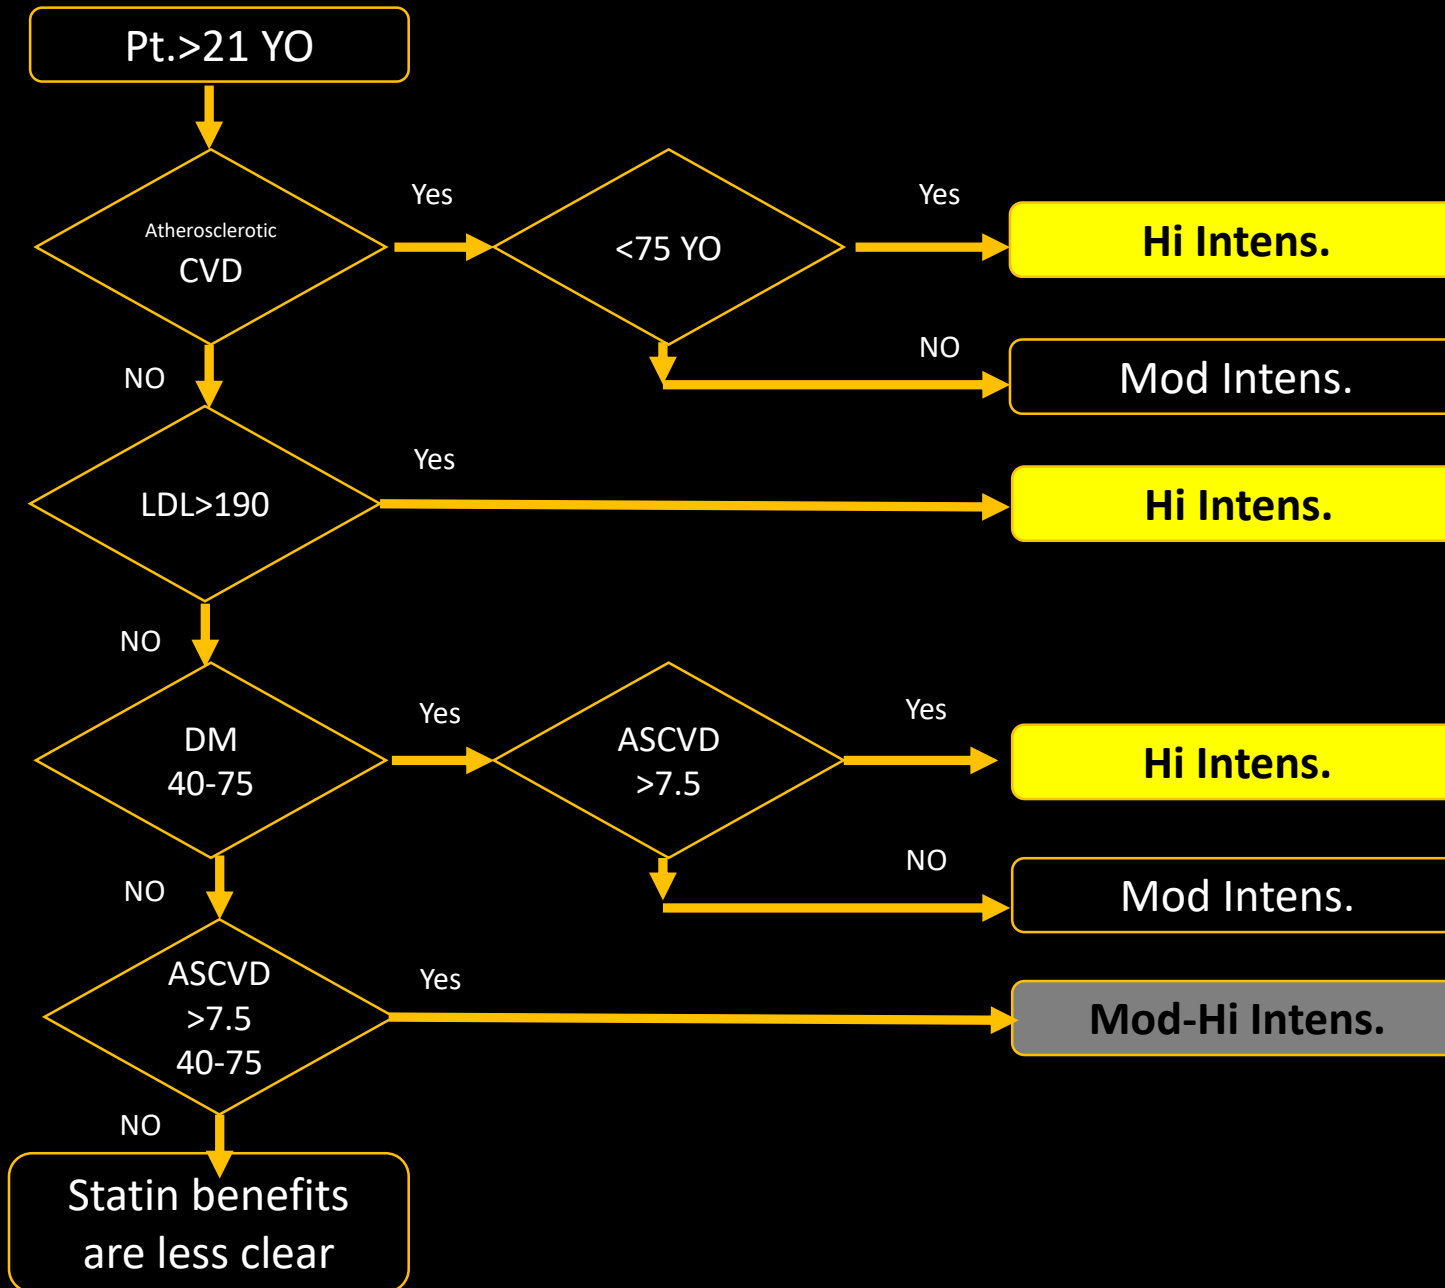 Pt.>21 YO
Atherosclerotic
CVD
Yes
<75 YO
Yes
Hi Intens.
NO
Mod Intens.
NO
LDL>190
Yes
Hi Intens.
NO
DM
40-75
Yes
ASCVD
>7.5
Yes
Hi Intens.
NO
Mod Intens.
NO
ASCVD
>7.5
40-75
Yes
Mod-Hi Intens.
NO
Statin benefits
are less clear